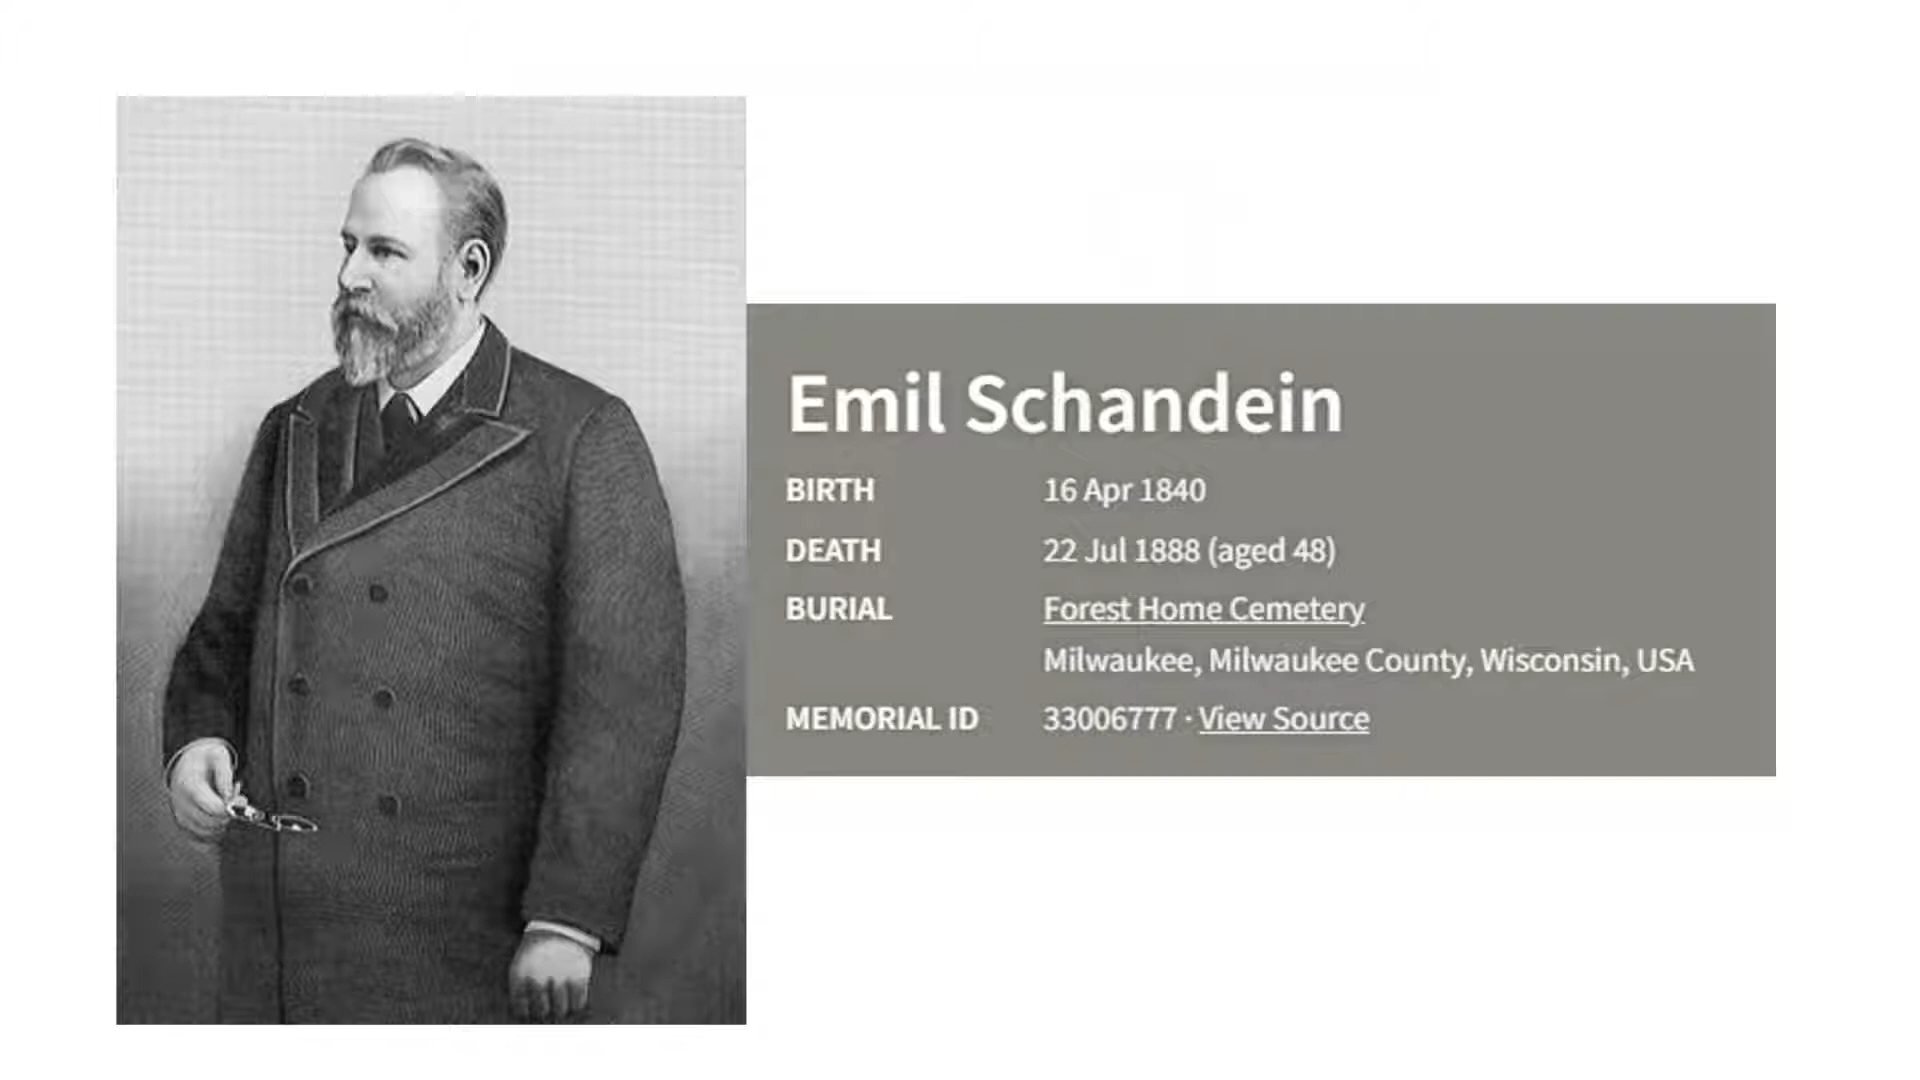 Emil Schandein
BIRTH 16 Apr 1840
DEATH 22 Jul 1888 (aged 48)
BURIAL Forest Home Cemetery
Milwaukee, Milwaukee County, Wisconsin, USA
MEMORIAL ID 33006777 · View Source